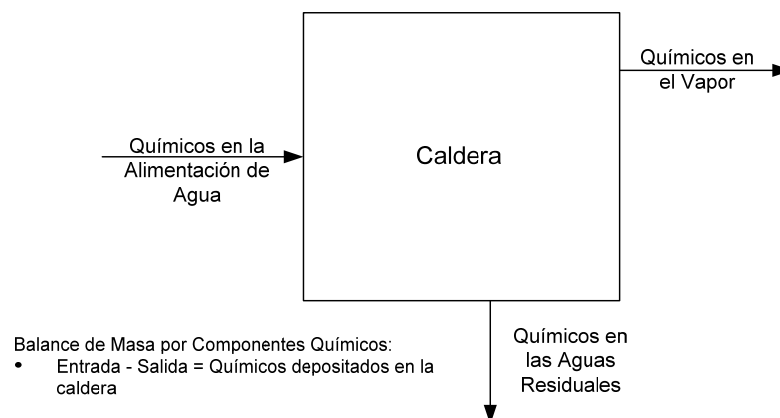 Químicos en
el Vapor
Químicos en la
Alimentación de
Agua
Caldera
Químicos en
las Aguas
Residuales
Balance de Masa por Componentes Químicos:
• Entrada - Salida = Químicos depositados en la
caldera